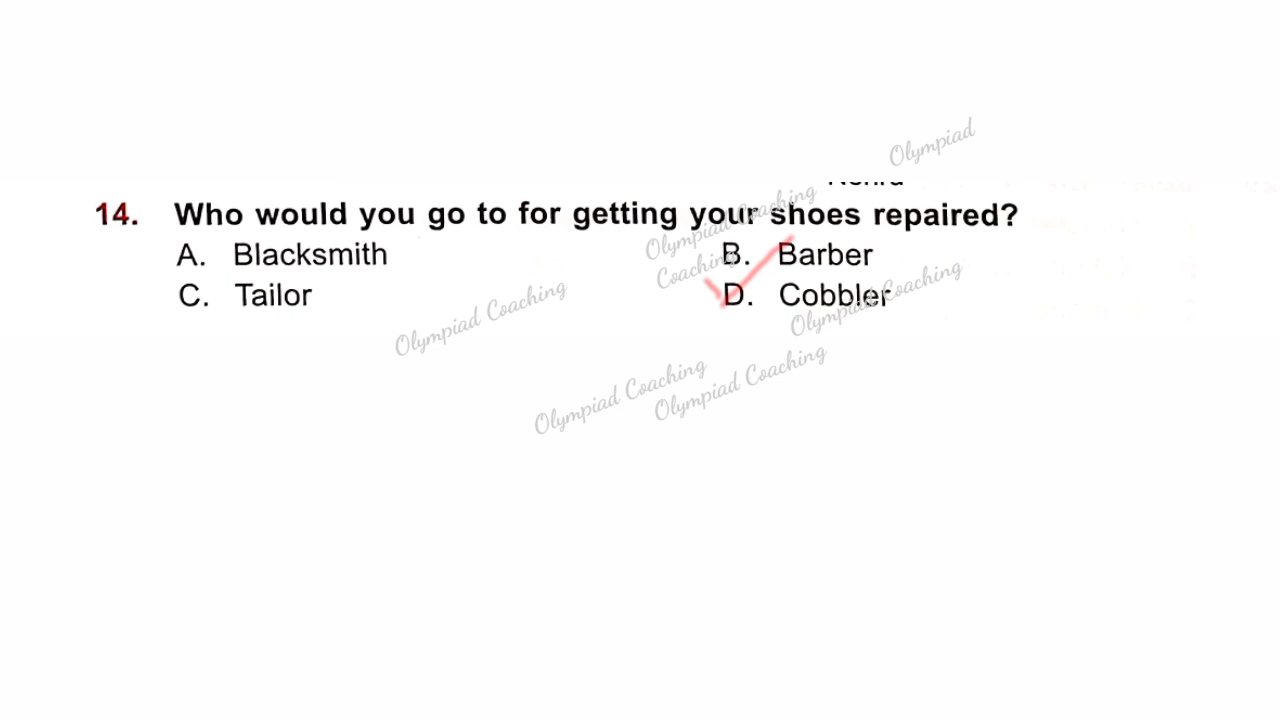 Olympiad
14. Who would you go to for getting your shoes repaired?
Olympiad Coaching
A. Blacksmith B. Barber
Coaching
C. Tailor D. Cobbler
Olympiad Coaching
Olympiad Coaching
Olympiad Coaching
Olympiad Coaching